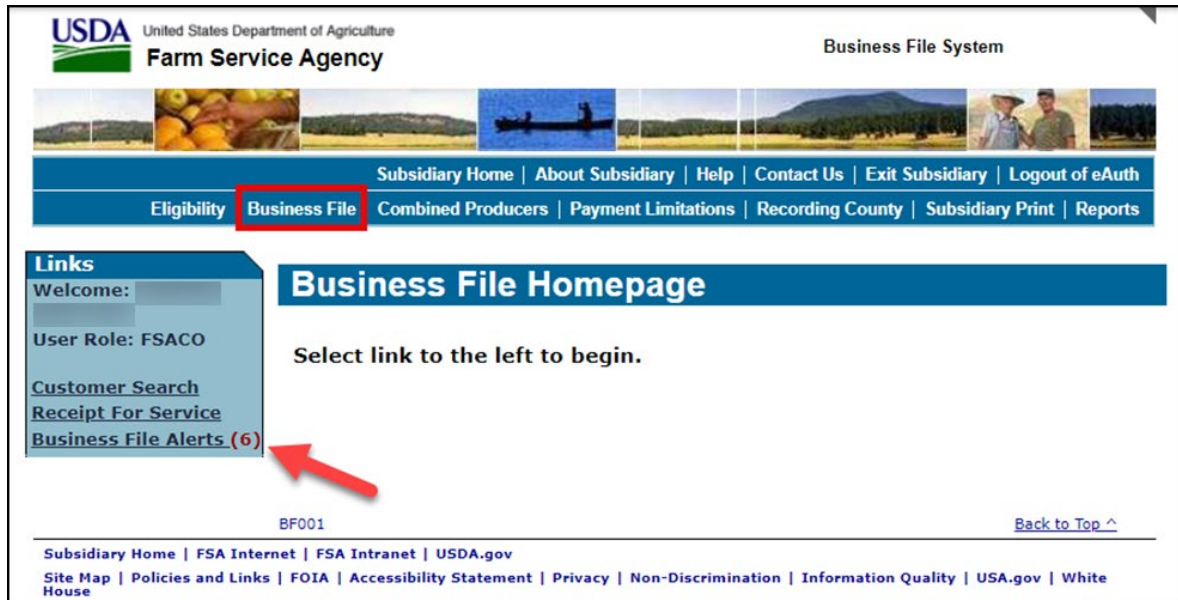 USDA United States Department of Agriculture
Farm Service Agency
Business File System
Subsidiary Home | About Subsidiary | Help | Contact Us | Exit Subsidiary | Logout of eAuth
Eligibility Business File Combined Producers | Payment Limitations | Recording County | Subsidiary Print | Reports
Links
Welcome:
User Role: FSACO
Customer Search
Receipt For Service
Business File Alerts (6)
Business File Homepage
Select link to the left to begin.
BF001 Back to Top ^
Subsidiary Home | FSA Internet | FSA Intranet | USDA.gov
Site Map | Policies and Links | FOIA | Accessibility Statement | Privacy | Non-Discrimination | Information Quality | USA.gov | White
House